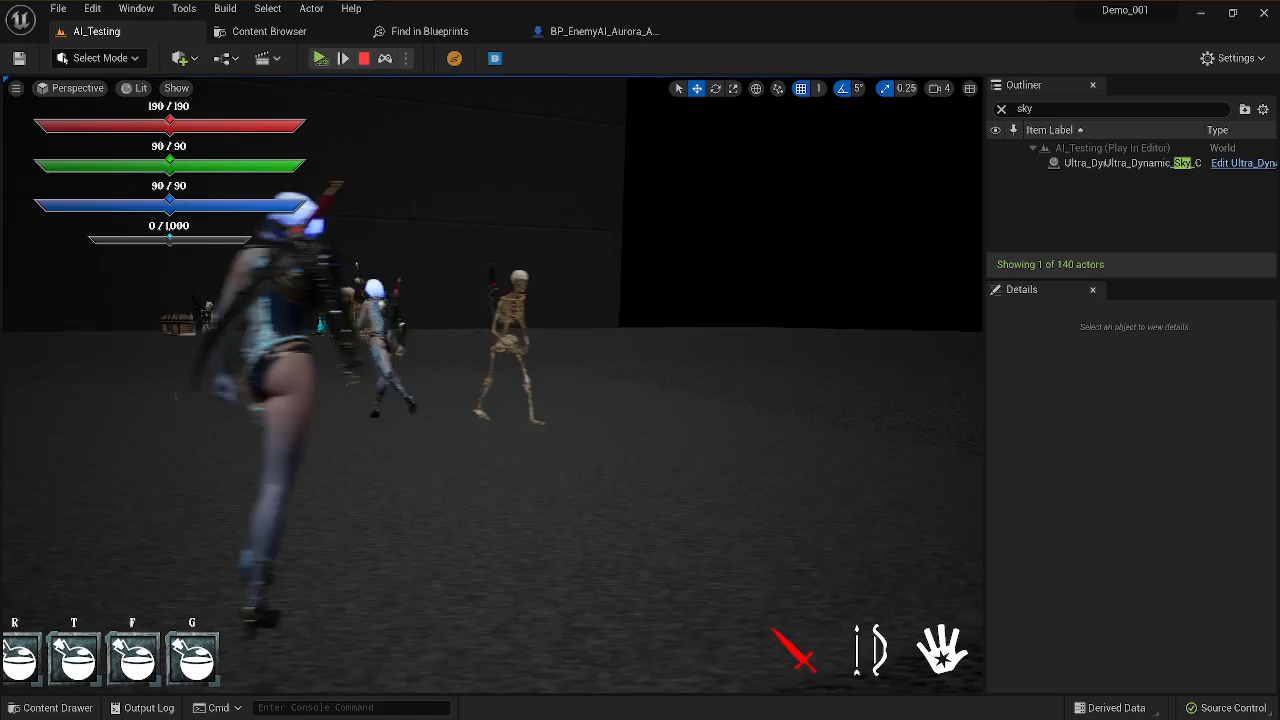 File Edit Window Tools Build Select Actor Help Demo_001
AI_Testing Content Browser Find in Blueprints BP_EnemyAI_Aurora_A...
Select Mode Settings
Perspective Lit Show 1 5° 0.25 4 Outliner
190 / 190 sky
90 / 90 Item Label Type
90 / 90 AI_Testing (Play In Editor) World
0 / 1,000 Ultra_DyiUltra_Dynamic_Sky_C Edit Ultra_Dyn
Showing 1 of 140 actors
Details
Select an object to view details.
R T F G
Content Drawer Output Log Cmd Enter Console Command Derived Data Source Control